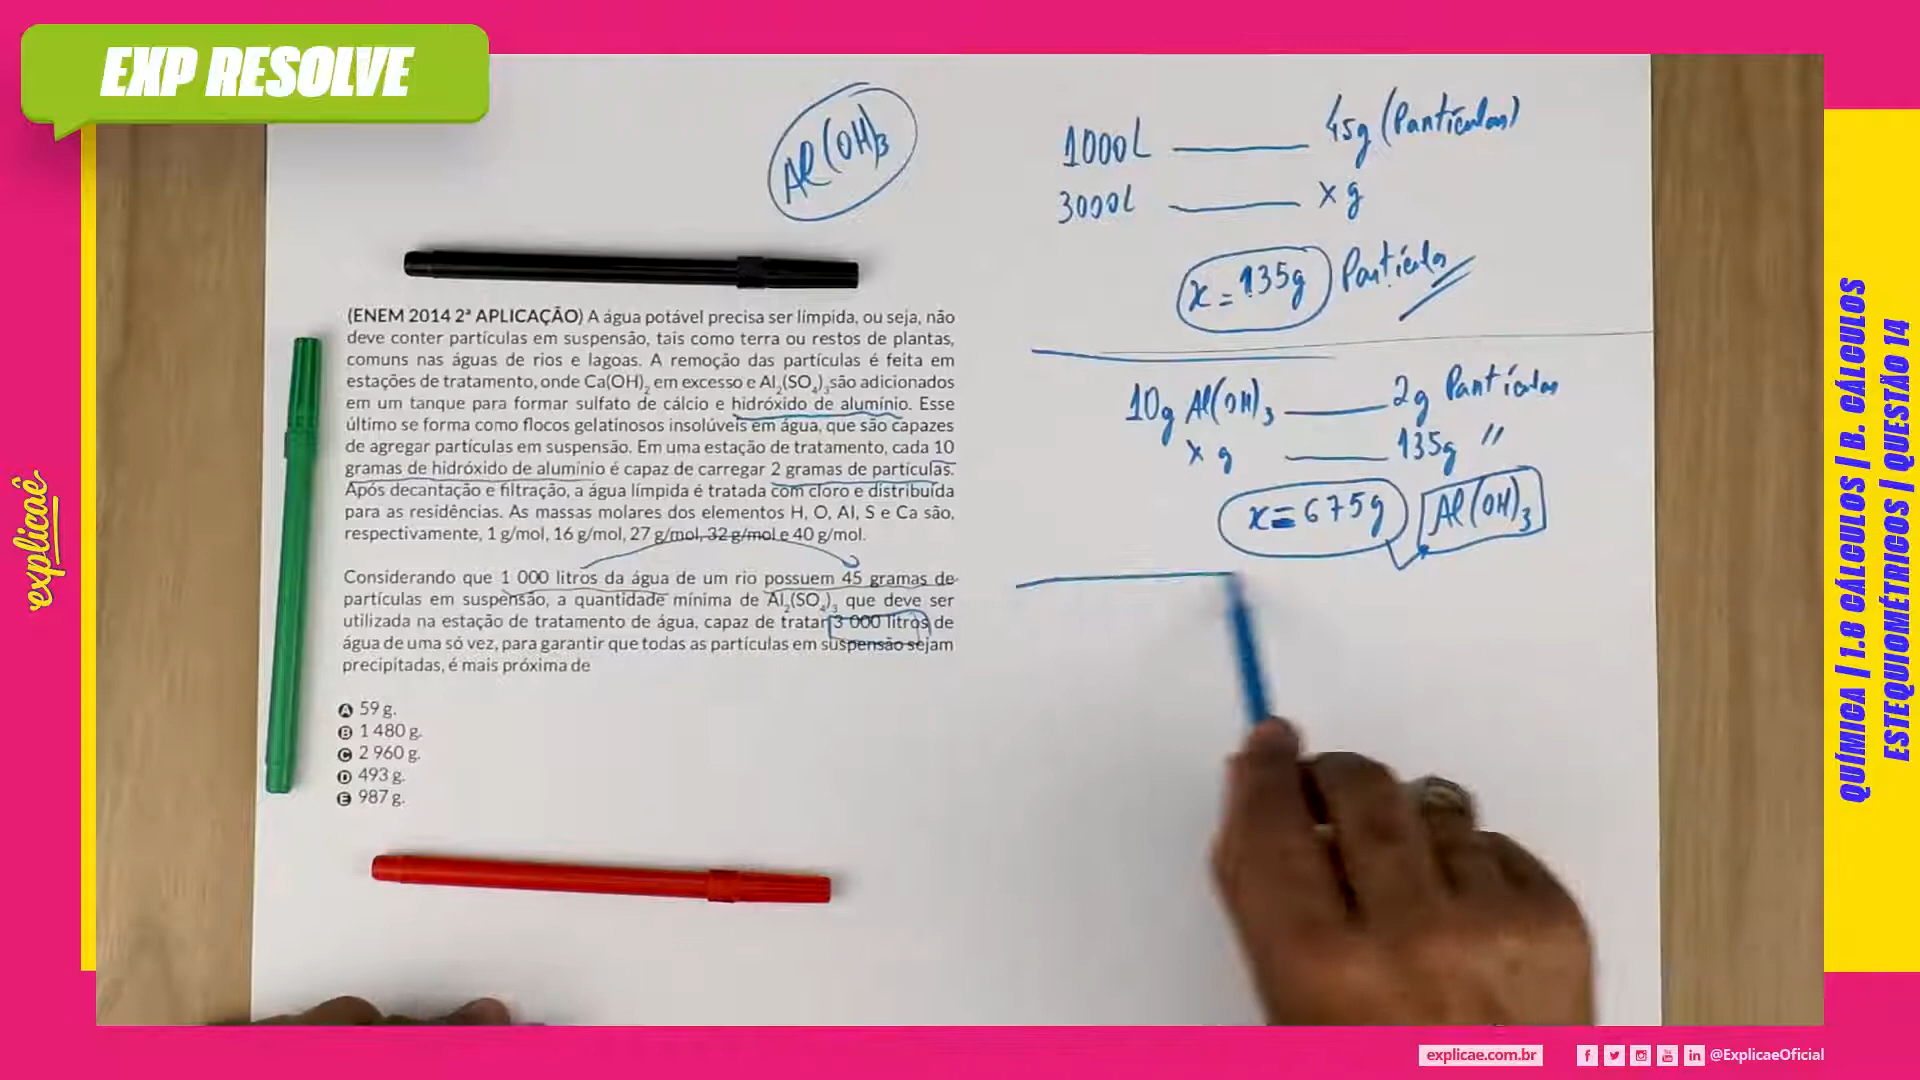 EXP RESOLVE
Al(OH)3
1000L 45g (Partículas)
3000L x g
x = 135g Partículas
10g Al(OH)3 2g Partículas
x g 135g "
x = 675g Al(OH)3
(ENEM 2014 2ª APLICAÇÃO) A água potável precisa ser límpida, ou seja, não
deve conter partículas em suspensão, tais como terra ou restos de plantas,
comuns nas águas de rios e lagoas. A remoção das partículas é feita em
estações de tratamento, onde Ca(OH)2 em excesso e Al2(SO4)3 são adicionados
em um tanque para formar sulfato de cálcio e hidróxido de alumínio. Esse
último se forma como flocos gelatinosos insolúveis em água, que são capazes
de agregar partículas em suspensão. Em uma estação de tratamento, cada 10
gramas de hidróxido de alumínio é capaz de carregar 2 gramas de partículas.
Após decantação e filtração, a água límpida é tratada com cloro e distribuída
para as residências. As massas molares dos elementos H, O, Al, S e Ca são,
respectivamente, 1 g/mol, 16 g/mol, 27 g/mol, 32 g/mol e 40 g/mol.
Considerando que 1 000 litros da água de um rio possuem 45 gramas de
partículas em suspensão, a quantidade mínima de Al2(SO4)3 que deve ser
utilizada na estação de tratamento de água, capaz de tratar 3 000 litros de
água de uma só vez, para garantir que todas as partículas em suspensão sejam
precipitadas, é mais próxima de
A 59 g.
B 1 480 g.
C 2 960 g.
D 493 g.
E 987 g.
explicaê
QUÍMICA | 1.8 CÁLCULOS | B. CÁLCULOS
ESTEQUIOMÉTRICOS | QUESTÃO 14
explicae.com.br
@ExplicaeOficial